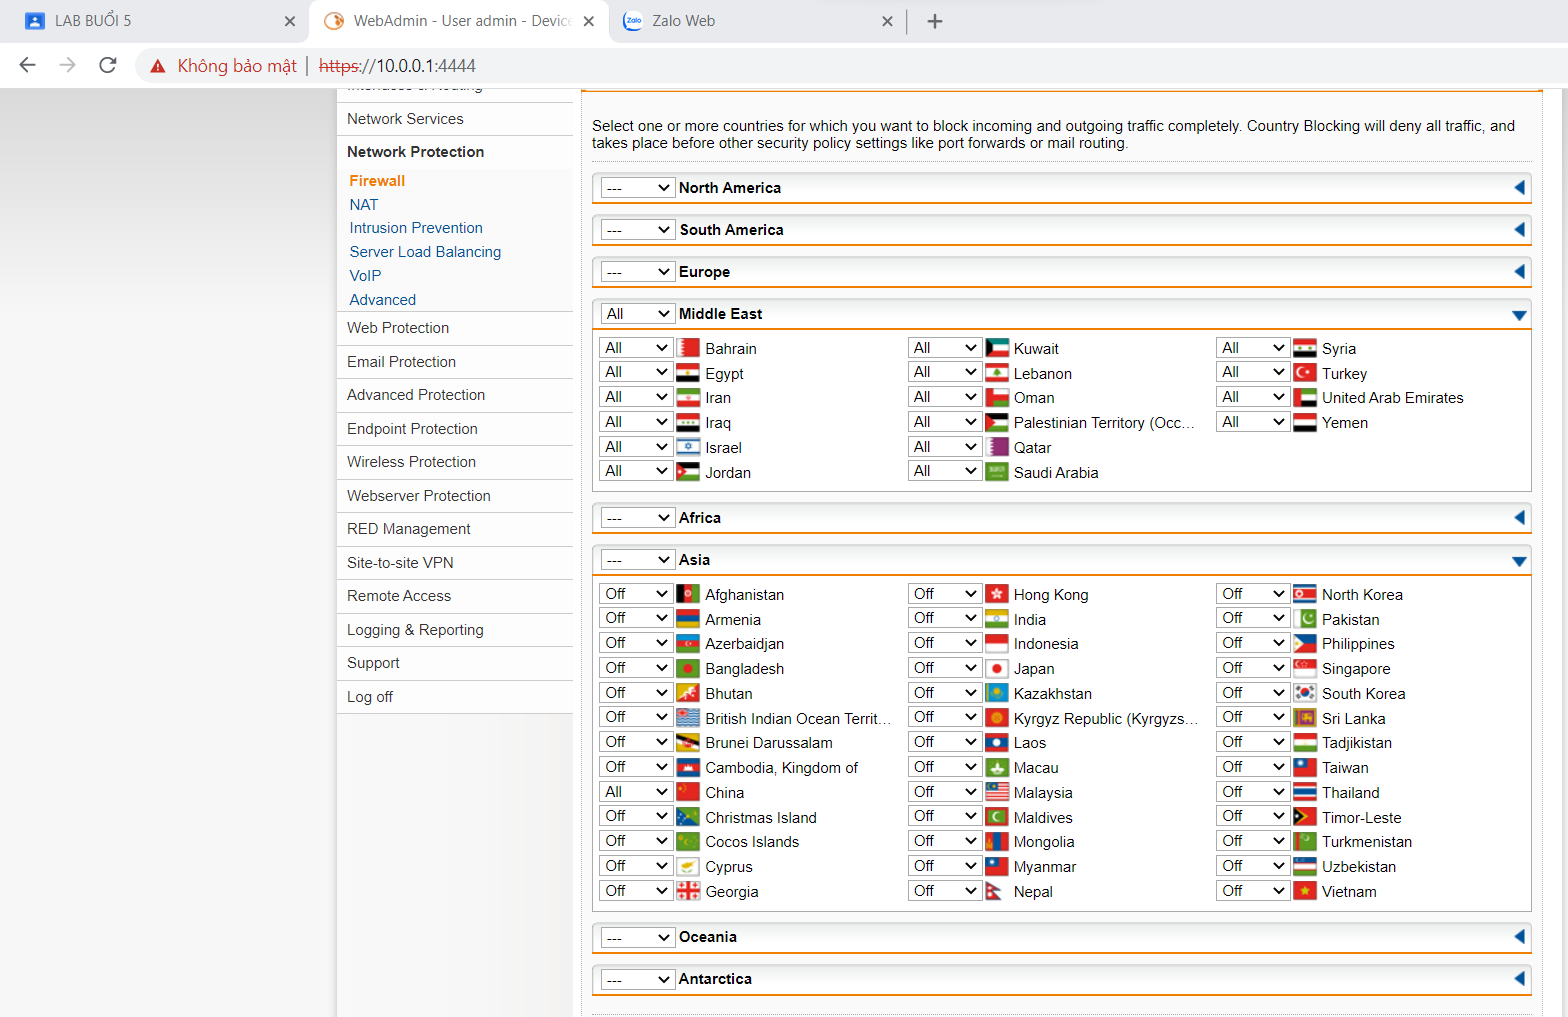 LAB BUỔI 5
WebAdmin - User admin - Device
Zalo Web
Không bảo mật | https://10.0.0.1:4444
Network Services
Network Protection
Firewall
NAT
Intrusion Prevention
Server Load Balancing
VoIP
Advanced
Web Protection
Email Protection
Advanced Protection
Endpoint Protection
Wireless Protection
Webserver Protection
RED Management
Site-to-site VPN
Remote Access
Logging & Reporting
Support
Log off
Select one or more countries for which you want to block incoming and outgoing traffic completely. Country Blocking will deny all traffic, and
takes place before other security policy settings like port forwards or mail routing.
--- North America
--- South America
--- Europe
All Middle East
All Bahrain All Kuwait All Syria
All Egypt All Lebanon All Turkey
All Iran All Oman All United Arab Emirates
All Iraq All Palestinian Territory (Occ... All Yemen
All Israel All Qatar
All Jordan All Saudi Arabia
--- Africa
--- Asia
Off Afghanistan Off Hong Kong Off North Korea
Off Armenia Off India Off Pakistan
Off Azerbaidjan Off Indonesia Off Philippines
Off Bangladesh Off Japan Off Singapore
Off Bhutan Off Kazakhstan Off South Korea
Off British Indian Ocean Territ... Off Kyrgyz Republic (Kyrgyzs... Off Sri Lanka
Off Brunei Darussalam Off Laos Off Tadjikistan
Off Cambodia, Kingdom of Off Macau Off Taiwan
All China Off Malaysia Off Thailand
Off Christmas Island Off Maldives Off Timor-Leste
Off Cocos Islands Off Mongolia Off Turkmenistan
Off Cyprus Off Myanmar Off Uzbekistan
Off Georgia Off Nepal Off Vietnam
--- Oceania
--- Antarctica